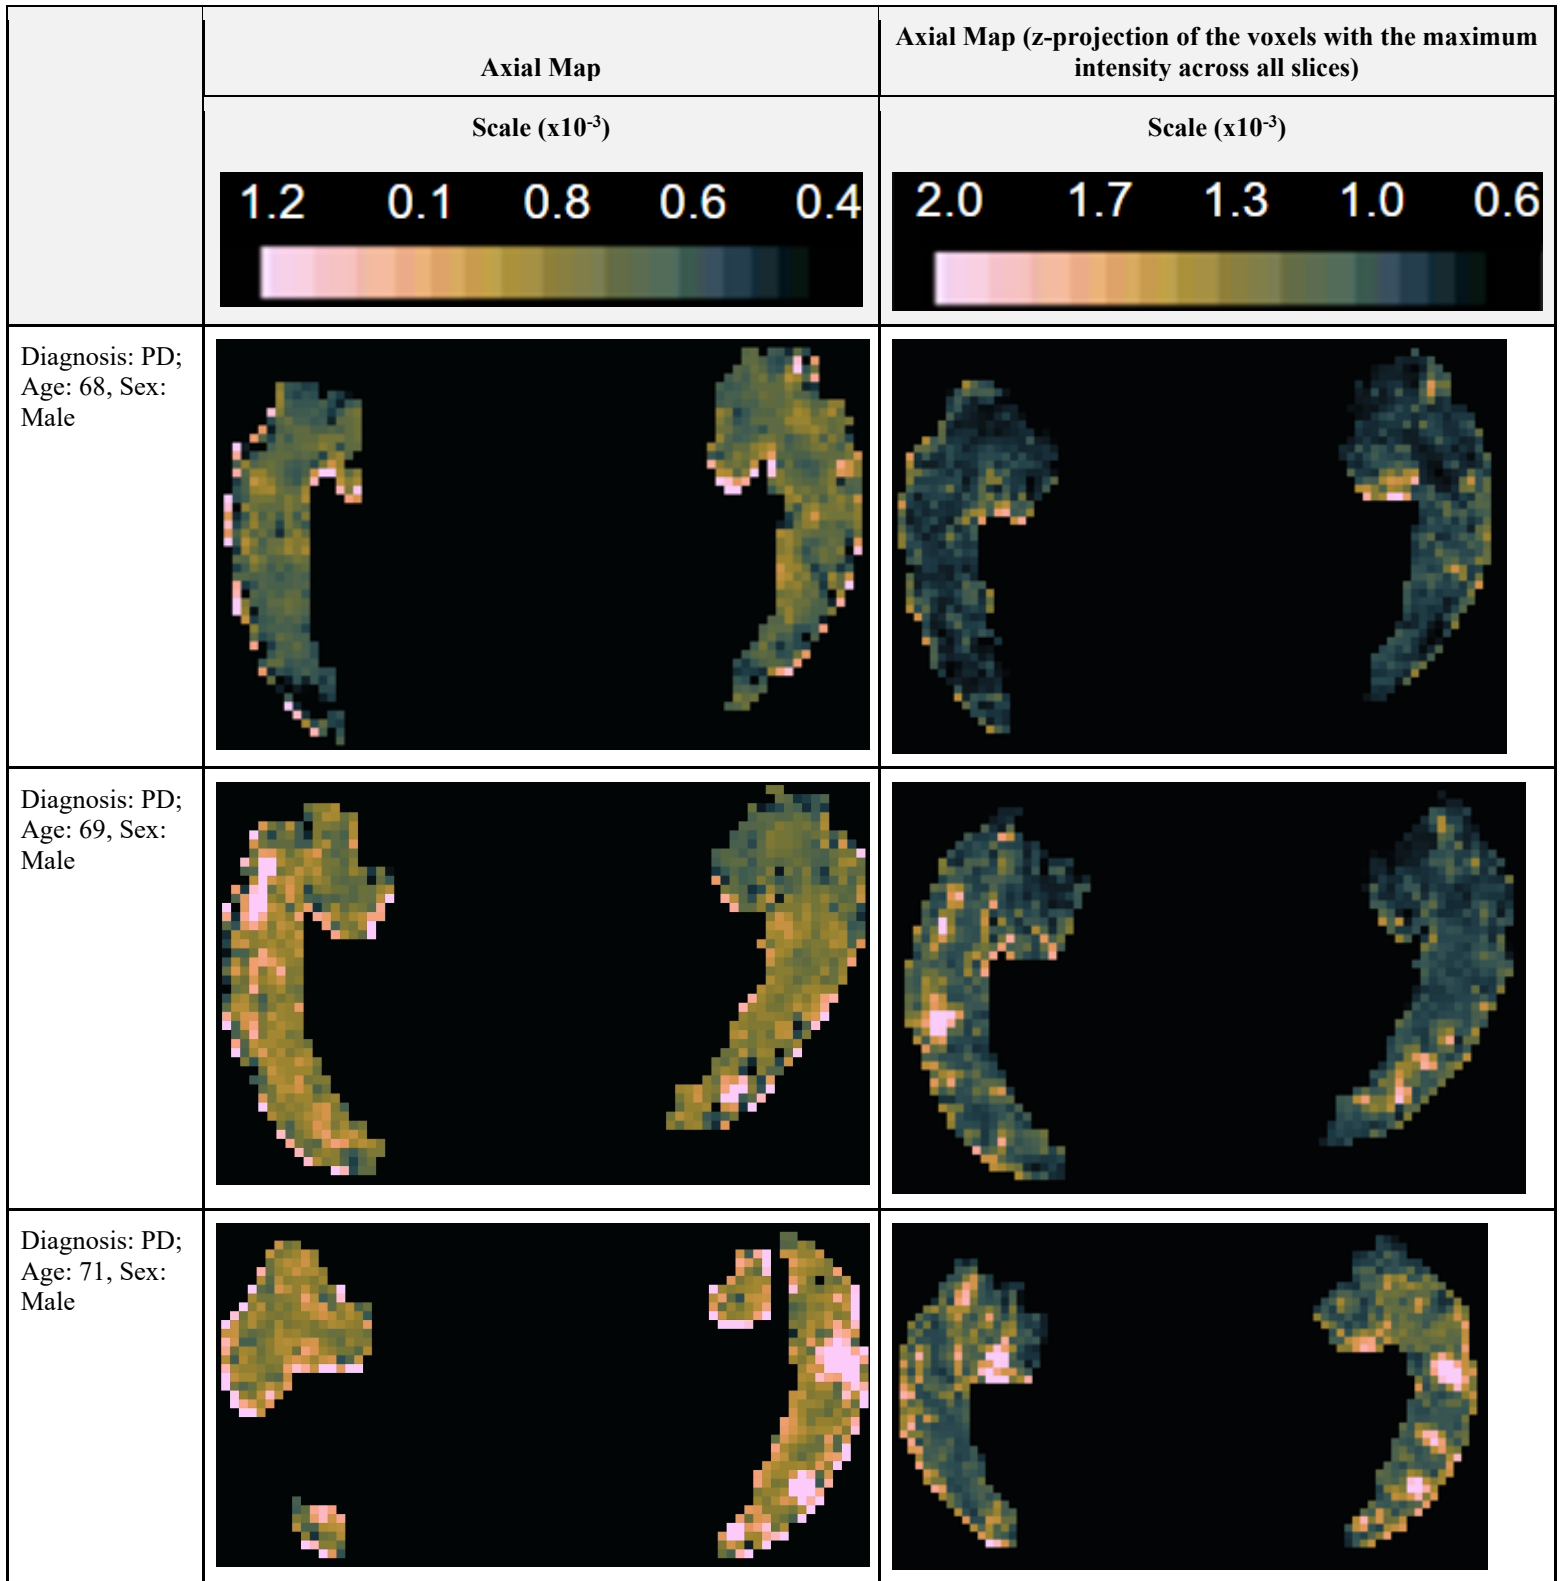 Axial Map
Axial Map (z-projection of the voxels with the maximum
intensity across all slices)
Scale (x10-3)
Scale (x10-3)
1.2 0.1 0.8 0.6 0.4
2.0 1.7 1.3 1.0 0.6
Diagnosis: PD;
Age: 68, Sex:
Male
Diagnosis: PD;
Age: 69, Sex:
Male
Diagnosis: PD;
Age: 71, Sex:
Male